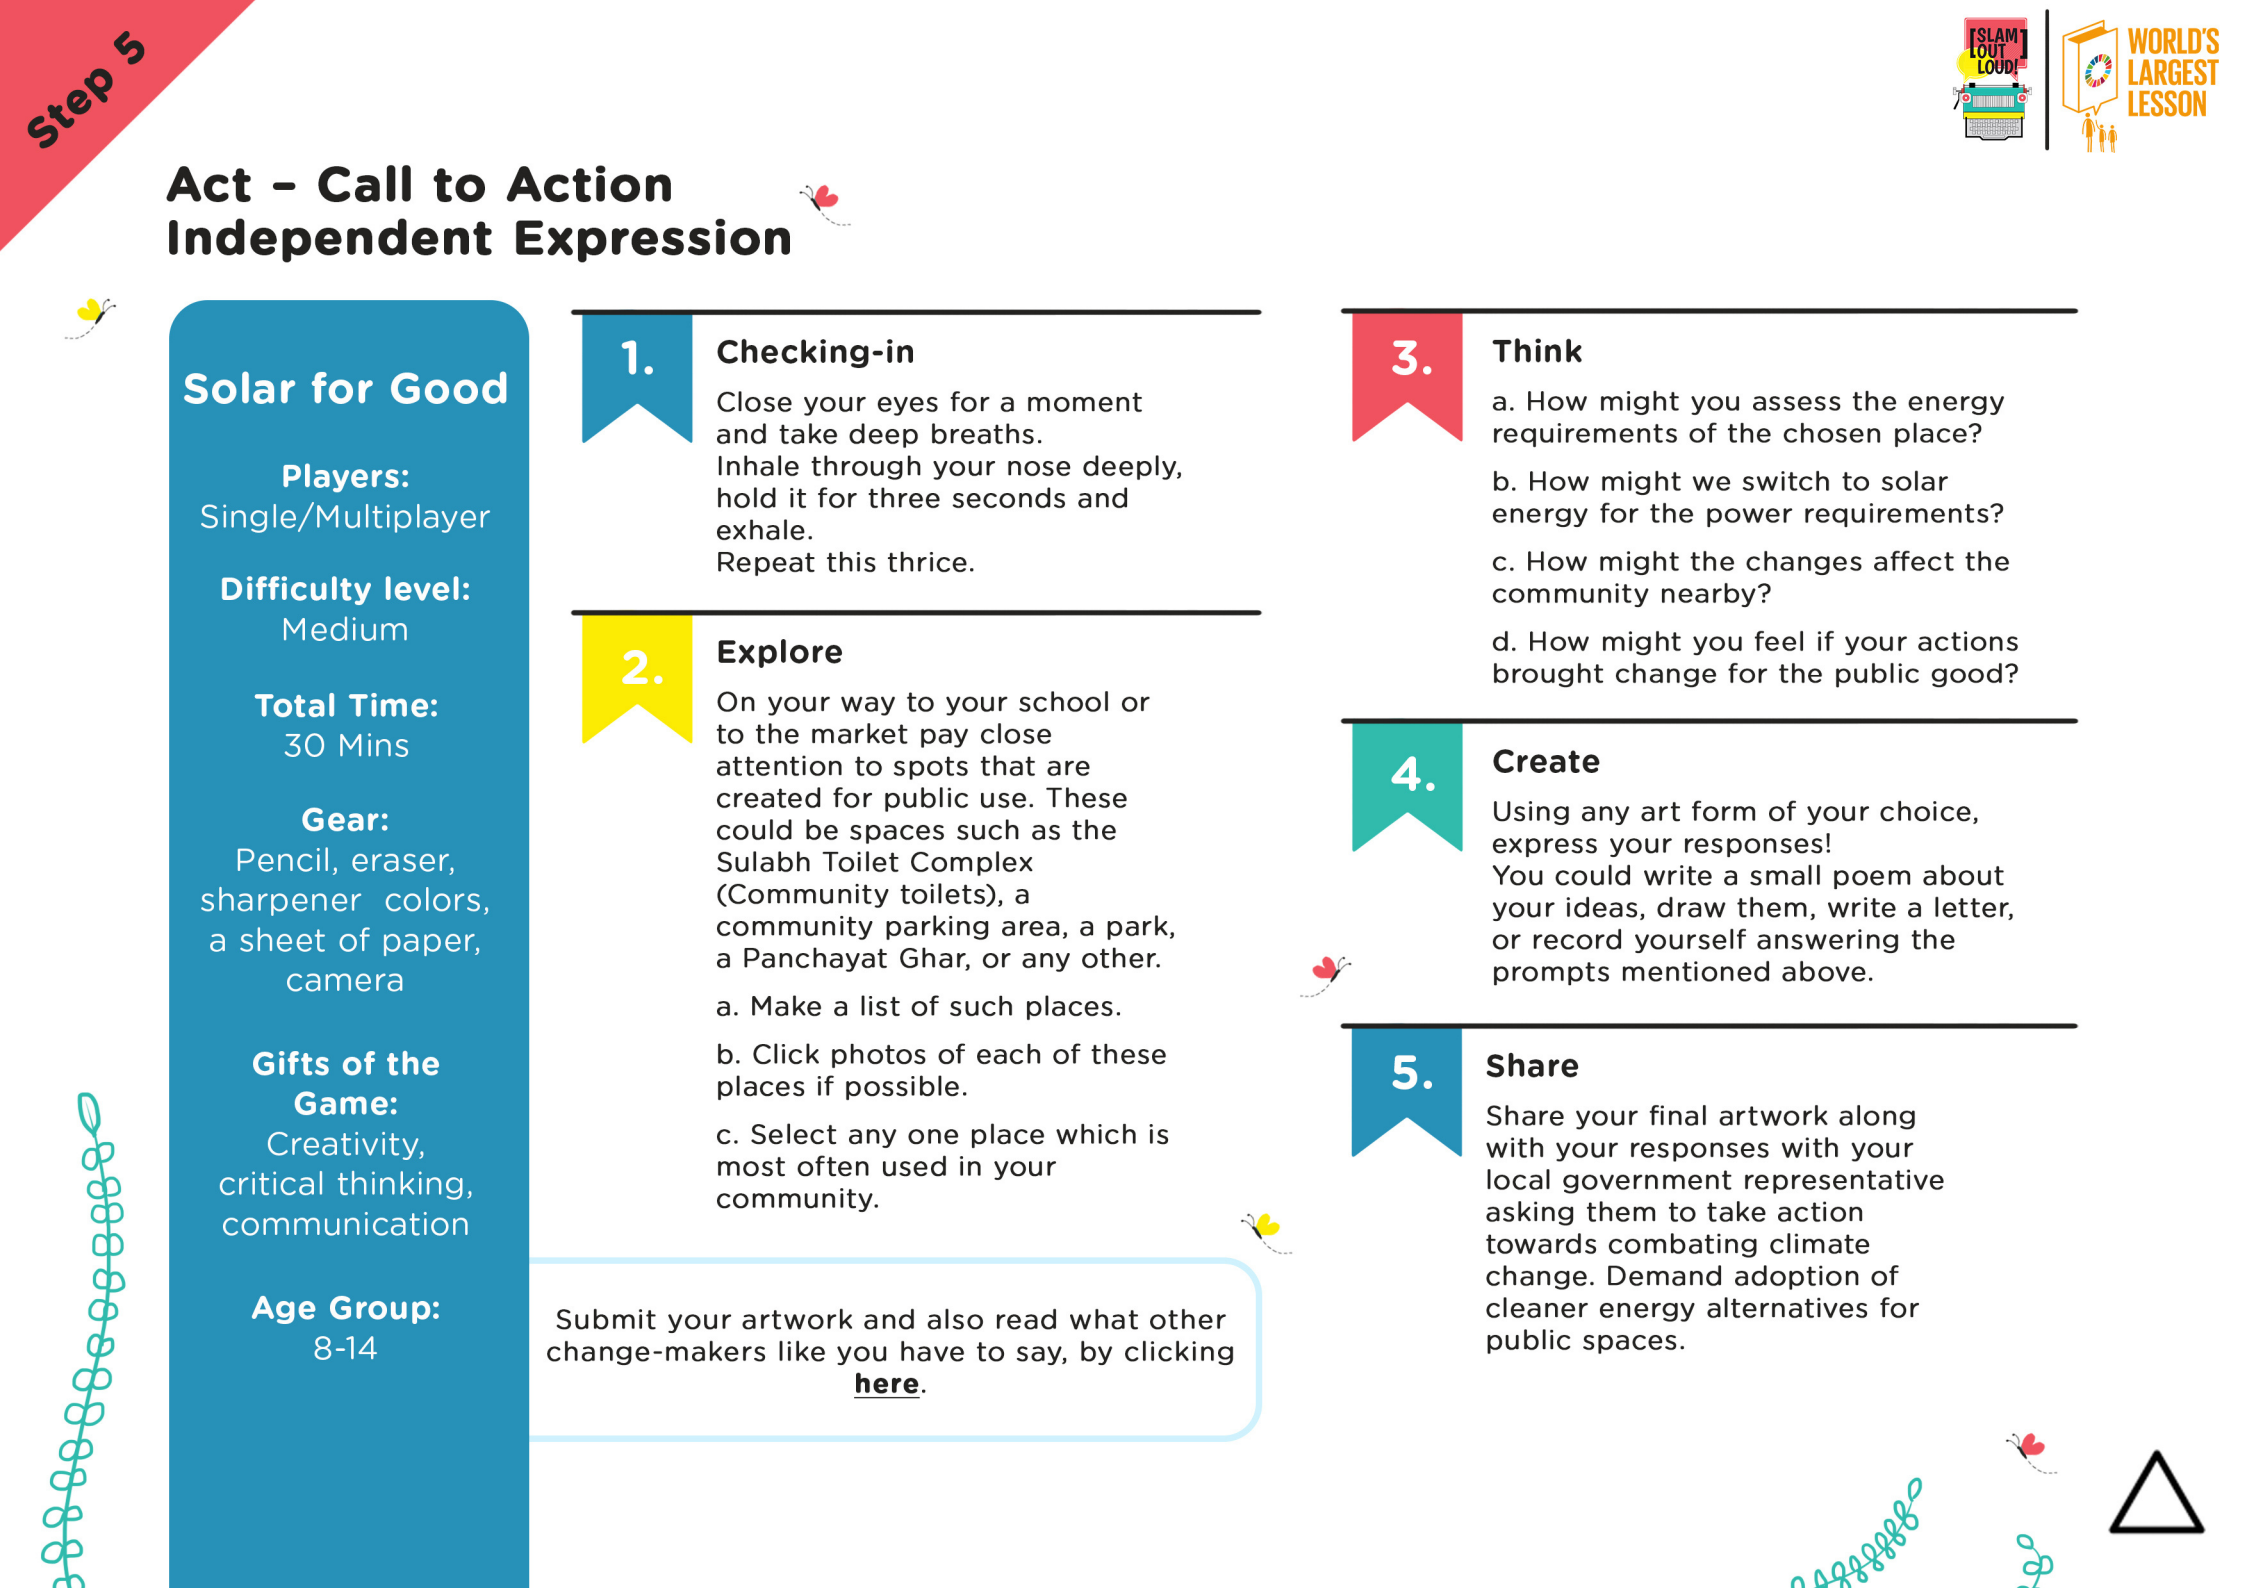 Step 5
[SLAM
OUT
LOUD!]
WORLD'S
LARGEST
LESSON
Act – Call to Action
Independent Expression
Solar for Good
Players:
Single/Multiplayer
Difficulty level:
Medium
Total Time:
30 Mins
Gear:
Pencil, eraser,
sharpener  colors,
a sheet of paper,
camera
Gifts of the
Game:
Creativity,
critical thinking,
communication
Age Group:
8-14
1.
Checking-in
Close your eyes for a moment
and take deep breaths.
Inhale through your nose deeply,
hold it for three seconds and
exhale.
Repeat this thrice.
2.
Explore
On your way to your school or
to the market pay close
attention to spots that are
created for public use. These
could be spaces such as the
Sulabh Toilet Complex
(Community toilets), a
community parking area, a park,
a Panchayat Ghar, or any other.
a. Make a list of such places.
b. Click photos of each of these
places if possible.
c. Select any one place which is
most often used in your
community.
Submit your artwork and also read what other
change-makers like you have to say, by clicking
here.
3.
Think
a. How might you assess the energy
requirements of the chosen place?
b. How might we switch to solar
energy for the power requirements?
c. How might the changes affect the
community nearby?
d. How might you feel if your actions
brought change for the public good?
4.
Create
Using any art form of your choice,
express your responses!
You could write a small poem about
your ideas, draw them, write a letter,
or record yourself answering the
prompts mentioned above.
5.
Share
Share your final artwork along
with your responses with your
local government representative
asking them to take action
towards combating climate
change. Demand adoption of
cleaner energy alternatives for
public spaces.